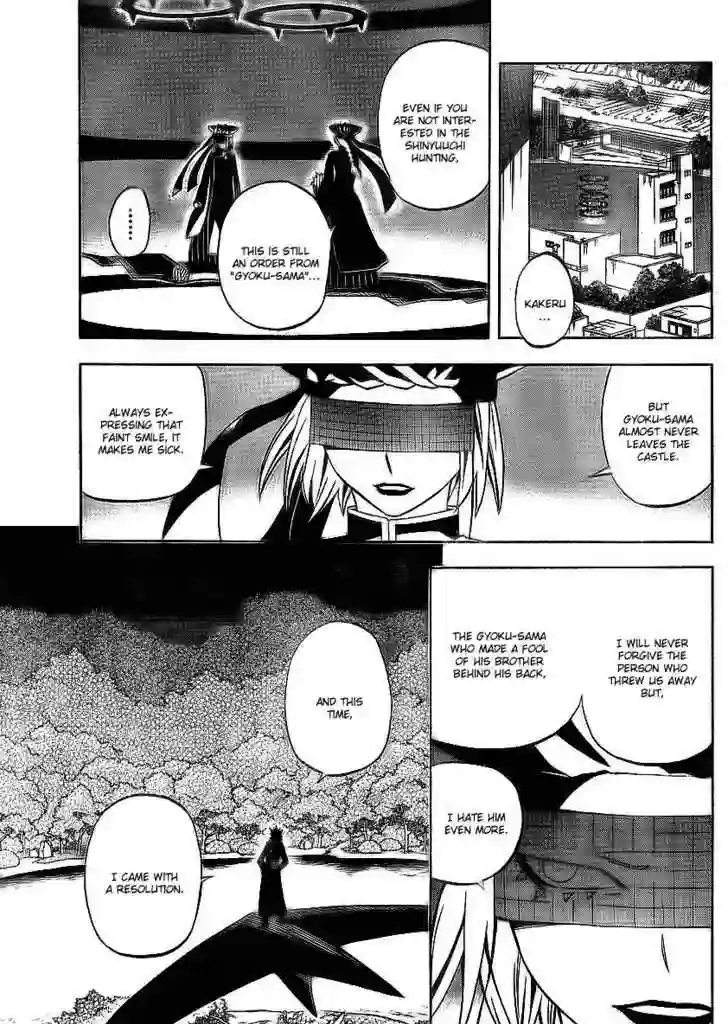 KAKERU
...
EVEN IF YOU
ARE NOT INTER-
ESTED IN THE
SHINYUUCHI
HUNTING,
THIS IS STILL
AN ORDER FROM
"GYOKU-SAMA"...
......
BUT
GYOKU-SAMA
ALMOST NEVER
LEAVES THE
CASTLE.
ALWAYS EX-
PRESSING THAT
FAINT SMILE, IT
MAKES ME SICK.
I WILL NEVER
FORGIVE THE
PERSON WHO
THREW US AWAY
BUT,
THE GYOKU-SAMA
WHO MADE A FOOL
OF HIS BROTHER
BEHIND HIS BACK,
I HATE HIM
EVEN MORE.
AND THIS
TIME,
I CAME WITH
A RESOLUTION.